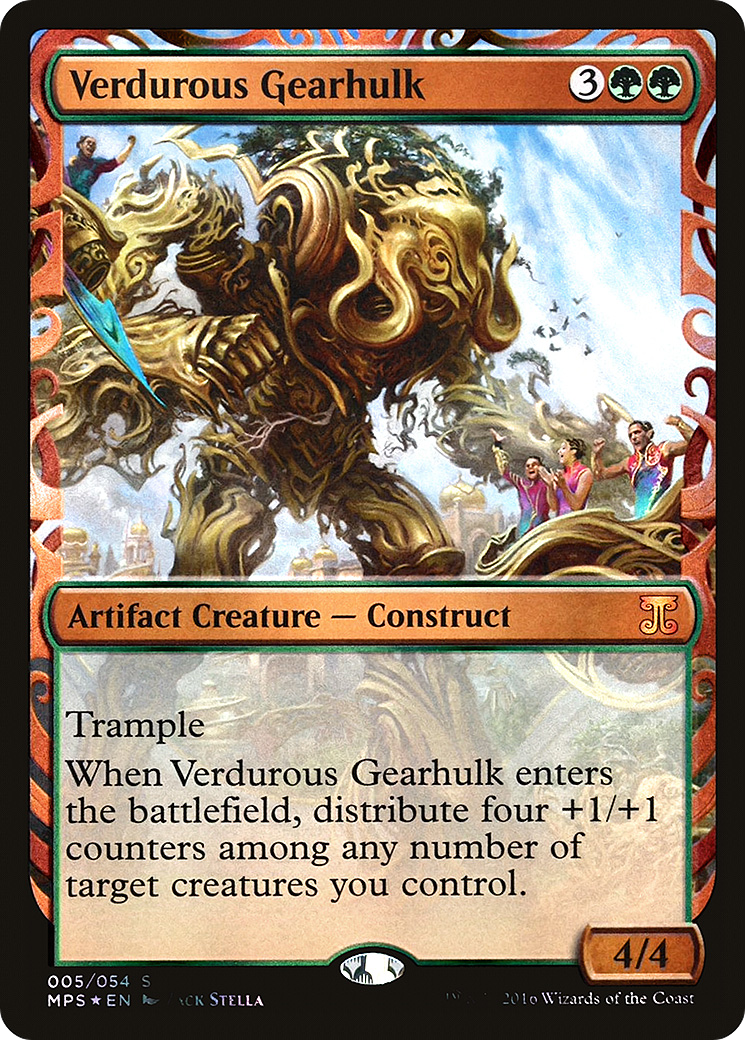 Verdurous Gearhulk 3
Artifact Creature — Construct
Trample
When Verdurous Gearhulk enters
the battlefield, distribute four +1/+1
counters among any number of
target creatures you control.
4/4
005/054 S
MPS★EN STELLA
2016 Wizards of the Coast